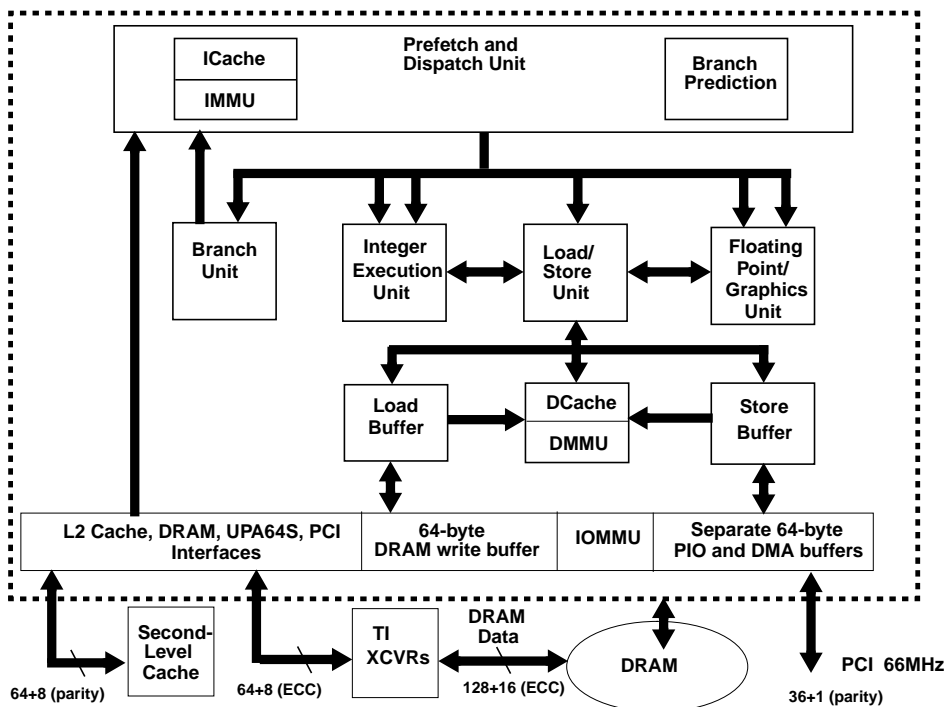 Prefetch and
Dispatch Unit
ICache
IMMU
Branch
Prediction
Branch
Unit
Integer
Execution
Unit
Load/
Store
Unit
Floating
Point/
Graphics
Unit
Load
Buffer
DCache
DMMU
Store
Buffer
L2 Cache, DRAM, UPA64S, PCI
Interfaces
64-byte
DRAM write buffer
IOMMU
Separate 64-byte
PIO and DMA buffers
Second-
Level
Cache
TI
XCVRs
DRAM
Data
DRAM
PCI 66MHz
64+8 (parity)
64+8 (ECC)
128+16 (ECC)
36+1 (parity)